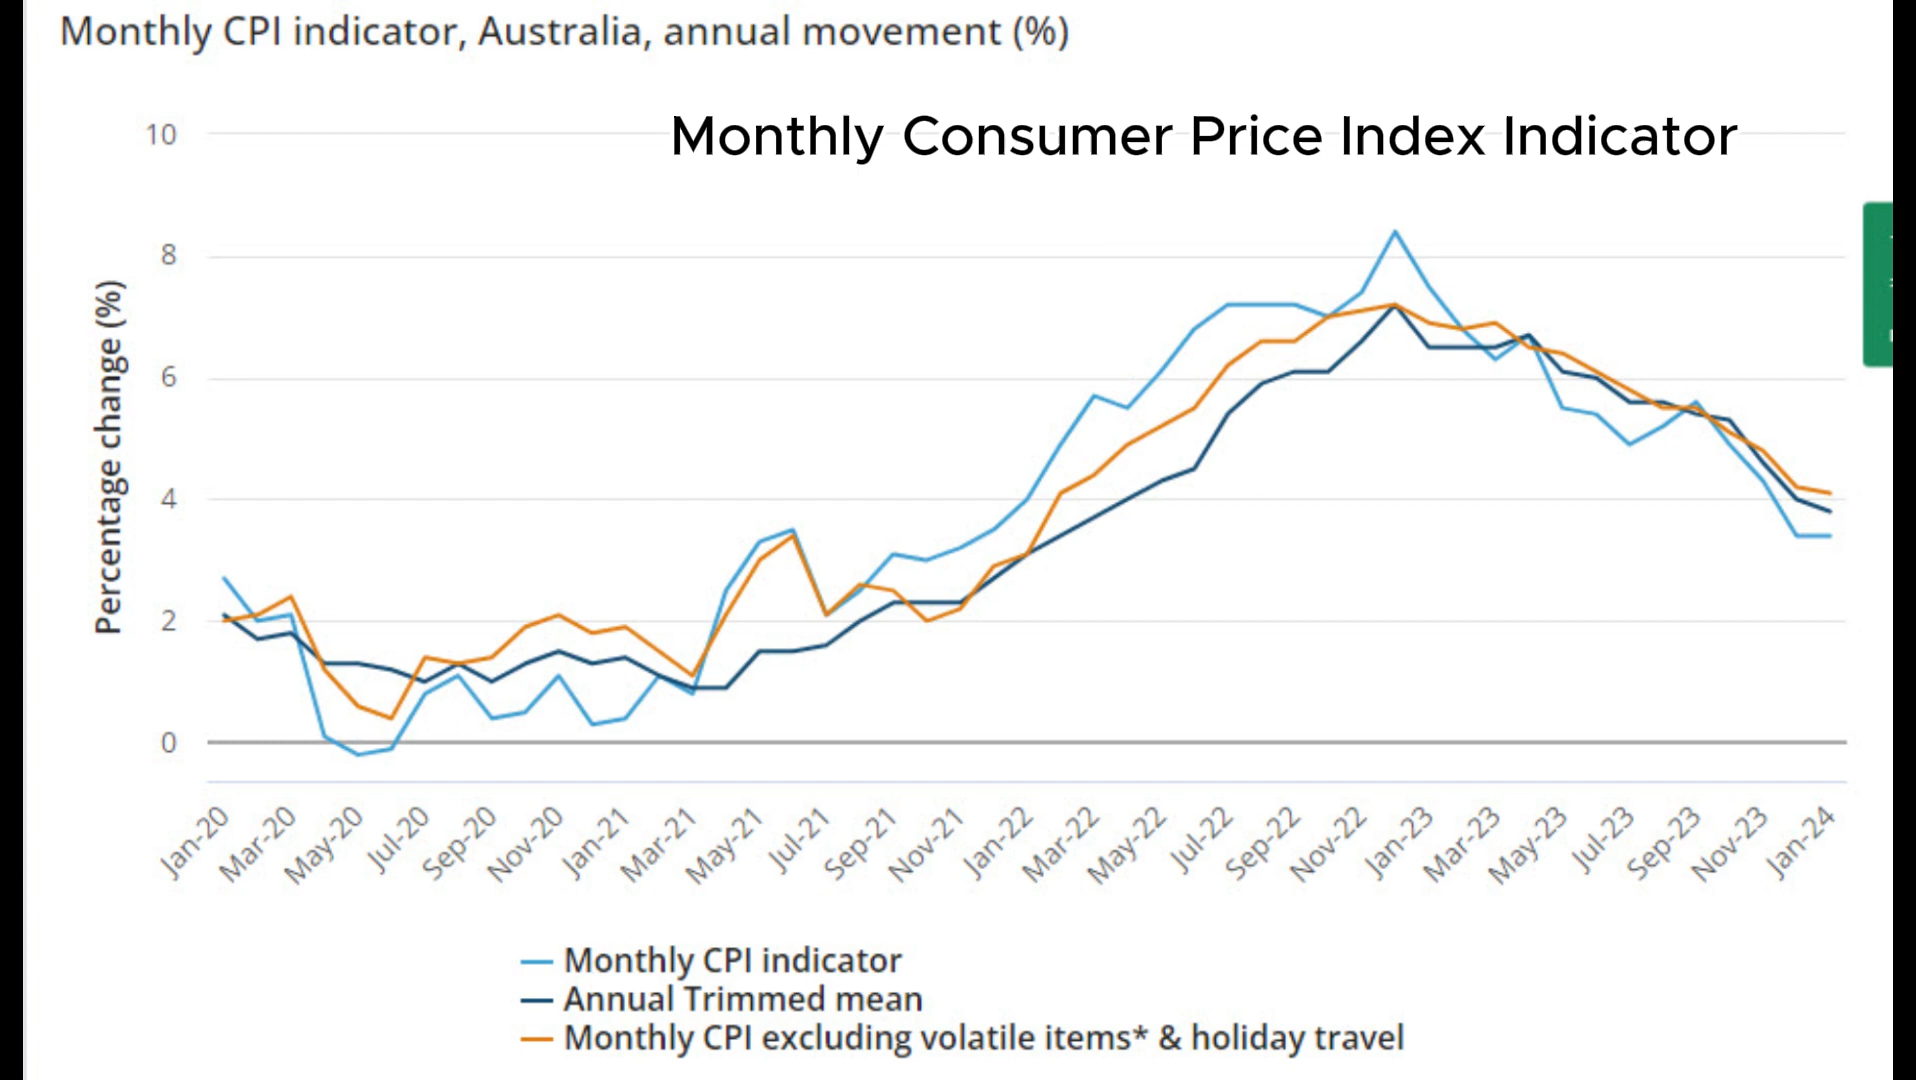 Monthly CPI indicator, Australia, annual movement (%)
Monthly Consumer Price Index Indicator
Percentage change (%)
10
8
6
4
2
0
Jan-20
Mar-20
May-20
Jul-20
Sep-20
Nov-20
Jan-21
Mar-21
May-21
Jul-21
Sep-21
Nov-21
Jan-22
Mar-22
May-22
Jul-22
Sep-22
Nov-22
Jan-23
Mar-23
May-23
Jul-23
Sep-23
Nov-23
Jan-24
Monthly CPI indicator
Annual Trimmed mean
Monthly CPI excluding volatile items* & holiday travel